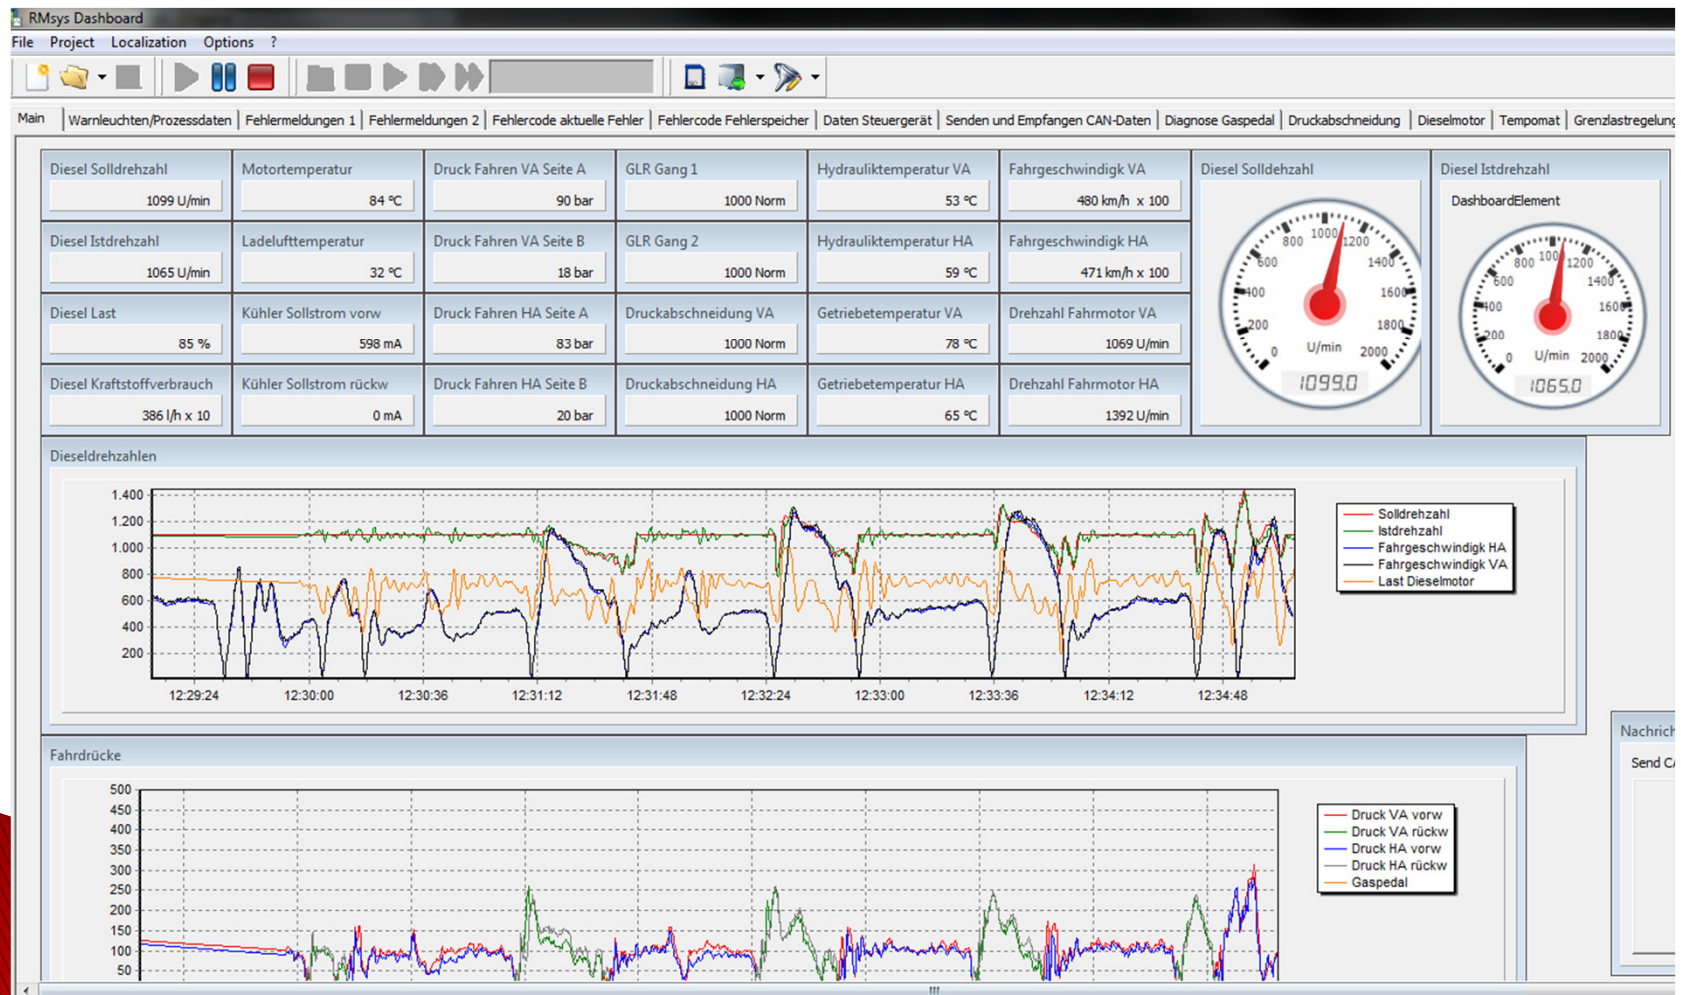 RMsys Dashboard
File Project Localization Options ?
Main Warnleuchten/Prozessdaten Fehlermeldungen 1 Fehlermeldungen 2 Fehlercode aktuelle Fehler Fehlercode Fehlerspeicher Daten Steuergerät Senden und Empfangen CAN-Daten Diagnose Gaspedal Druckabschneidung Dieselmotor Tempomat Grenzlastregelung
Diesel Solldrehzahl Motortemperatur Druck Fahren VA Seite A GLR Gang 1 Hydrauliktemperatur VA Fahrgeschwindigk VA Diesel Solldehzahl Diesel Istdrehzahl
1099 U/min 84 °C 90 bar 1000 Norm 53 °C 480 km/h x 100 DashboardElement
Diesel Istdrehzahl Ladelufttemperatur Druck Fahren VA Seite B GLR Gang 2 Hydrauliktemperatur HA Fahrgeschwindigk HA
1065 U/min 32 °C 18 bar 1000 Norm 59 °C 471 km/h x 100
Diesel Last Kühler Sollstrom vorw Druck Fahren HA Seite A Druckabschneidung VA Getriebetemperatur VA Drehzahl Fahrmotor VA
85 % 598 mA 83 bar 1000 Norm 78 °C 1069 U/min
Diesel Kraftstoffverbrauch Kühler Sollstrom rückw Druck Fahren HA Seite B Druckabschneidung HA Getriebetemperatur HA Drehzahl Fahrmotor HA
386 l/h x 10 0 mA 20 bar 1000 Norm 65 °C 1392 U/min
0 200 400 600 800 1000 1200 1400 1600 1800 2000
U/min
1099.0
0 200 400 600 800 100 1200 1400 1600 1800 2000
U/min
1065.0
Dieseldrehzahlen
1.400
1.200
1.000
800
600
400
200
12:29:24 12:30:00 12:30:36 12:31:12 12:31:48 12:32:24 12:33:00 12:33:36 12:34:12 12:34:48
Solldrehzahl
Istdrehzahl
Fahrgeschwindigk HA
Fahrgeschwindigk VA
Last Dieselmotor
Nachrich
Send CA
Fahrdrücke
500
450
400
350
300
250
200
150
100
50
Druck VA vorw
Druck VA rückw
Druck HA vorw
Druck HA rückw
Gaspedal